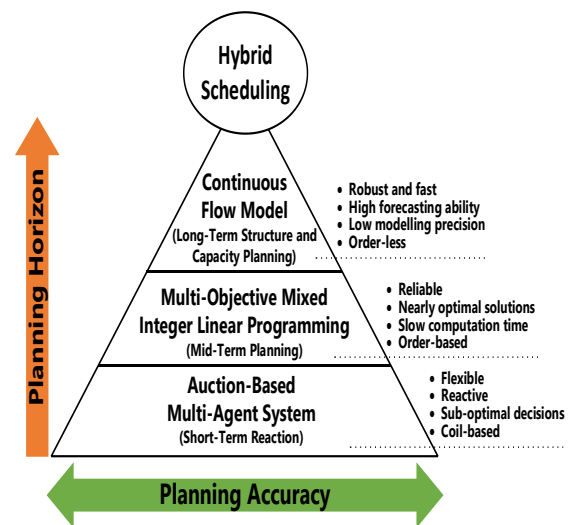 Hybrid
Scheduling
Planning Horizon
Continuous
Flow Model
(Long-Term Structure and
Capacity Planning)
• Robust and fast
• High forecasting ability
• Low modelling precision
• Order-less
Multi-Objective Mixed
Integer Linear Programming
(Mid-Term Planning)
• Reliable
• Nearly optimal solutions
• Slow computation time
• Order-based
Auction-Based
Multi-Agent System
(Short-Term Reaction)
• Flexible
• Reactive
• Sub-optimal decisions
• Coil-based
Planning Accuracy